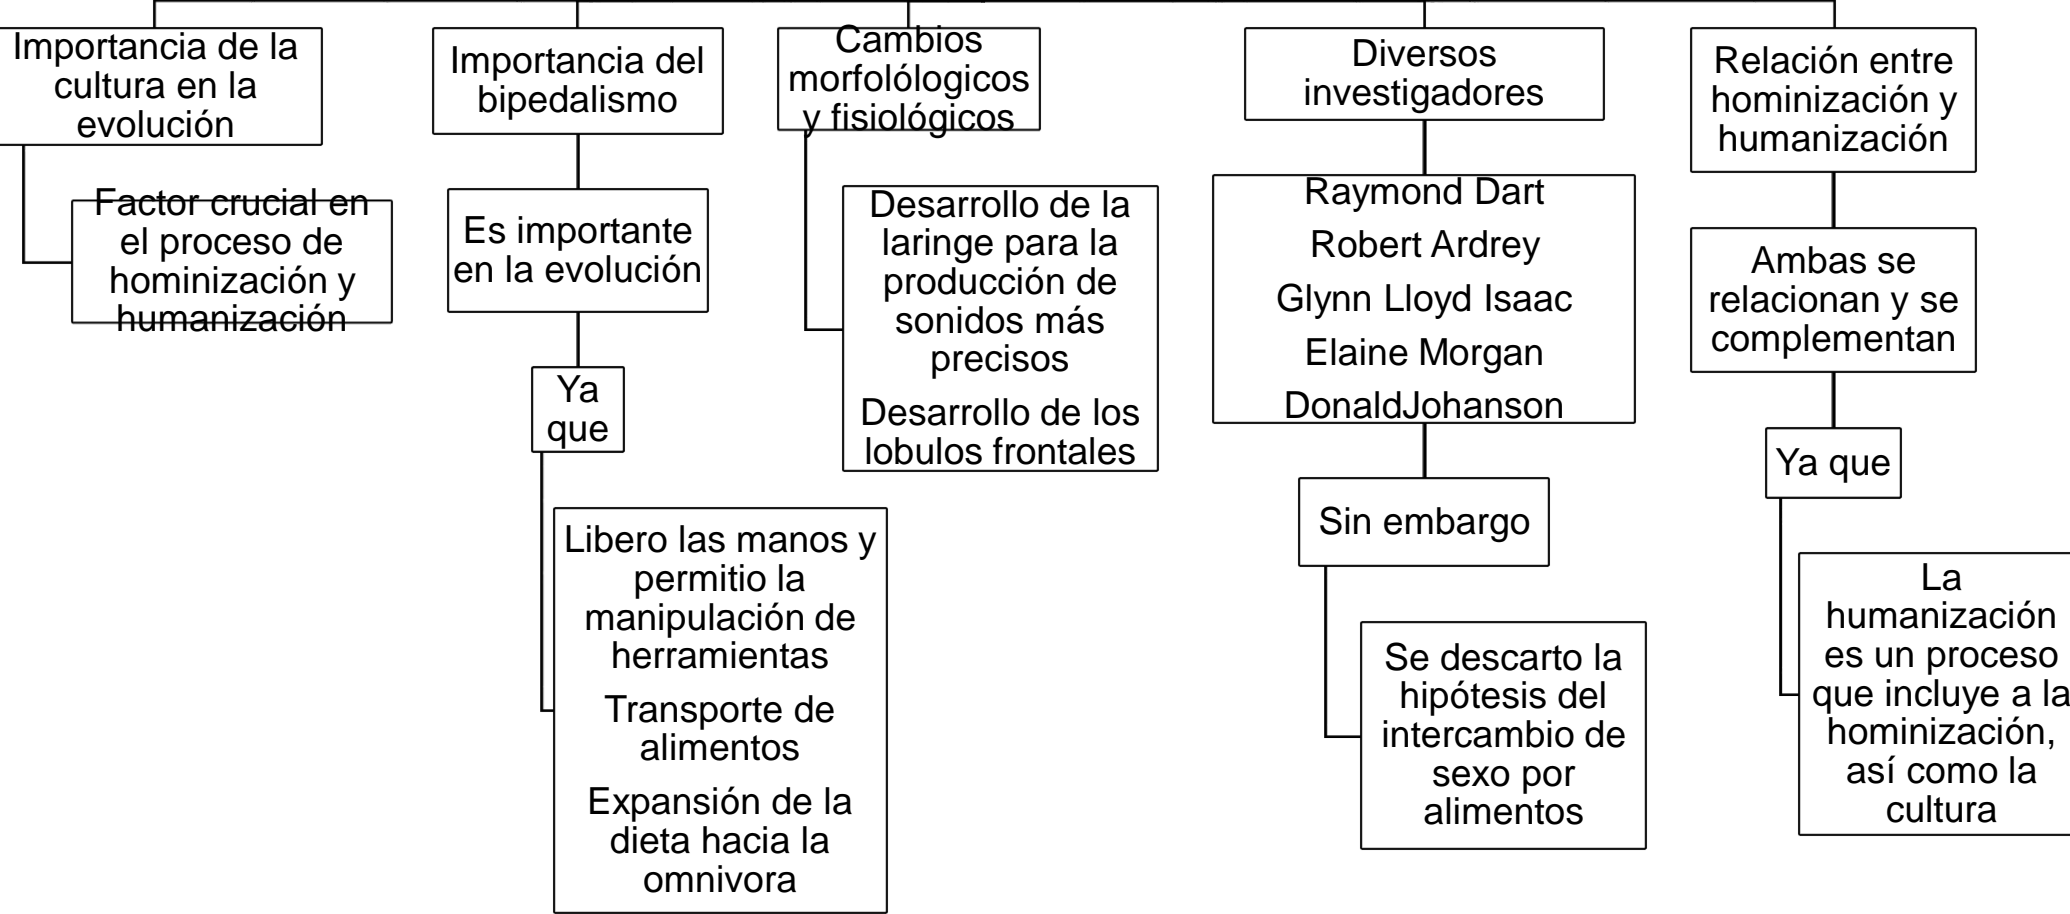 Importancia de la
cultura en la
evolución
Factor crucial en
el proceso de
hominización y
humanización
Importancia del
bipedalismo
Es importante
en la evolución
Ya
que
Libero las manos y
permitio la
manipulación de
herramientas
Transporte de
alimentos
Expansión de la
dieta hacia la
omnivora
Cambios
morfolólogicos
y fisiológicos
Desarrollo de la
laringe para la
producción de
sonidos más
precisos
Desarrollo de los
lobulos frontales
Diversos
investigadores
Raymond Dart
Robert Ardrey
Glynn Lloyd Isaac
Elaine Morgan
DonaldJohanson
Sin embargo
Se descarto la
hipótesis del
intercambio de
sexo por
alimentos
Relación entre
hominización y
humanización
Ambas se
relacionan y se
complementan
Ya que
La
humanización
es un proceso
que incluye a la
hominización,
así como la
cultura